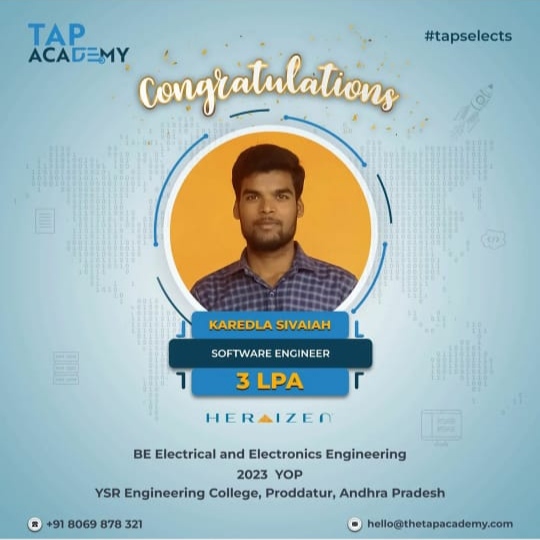 TAP
ACADEMY
#tapselects
Congratulations
KAREDLA SIVAIAH
SOFTWARE ENGINEER
3 LPA
HERAIZEN
BE Electrical and Electronics Engineering
2023 YOP
YSR Engineering College, Proddatur, Andhra Pradesh
+91 8069 878 321
hello@thetapacademy.com